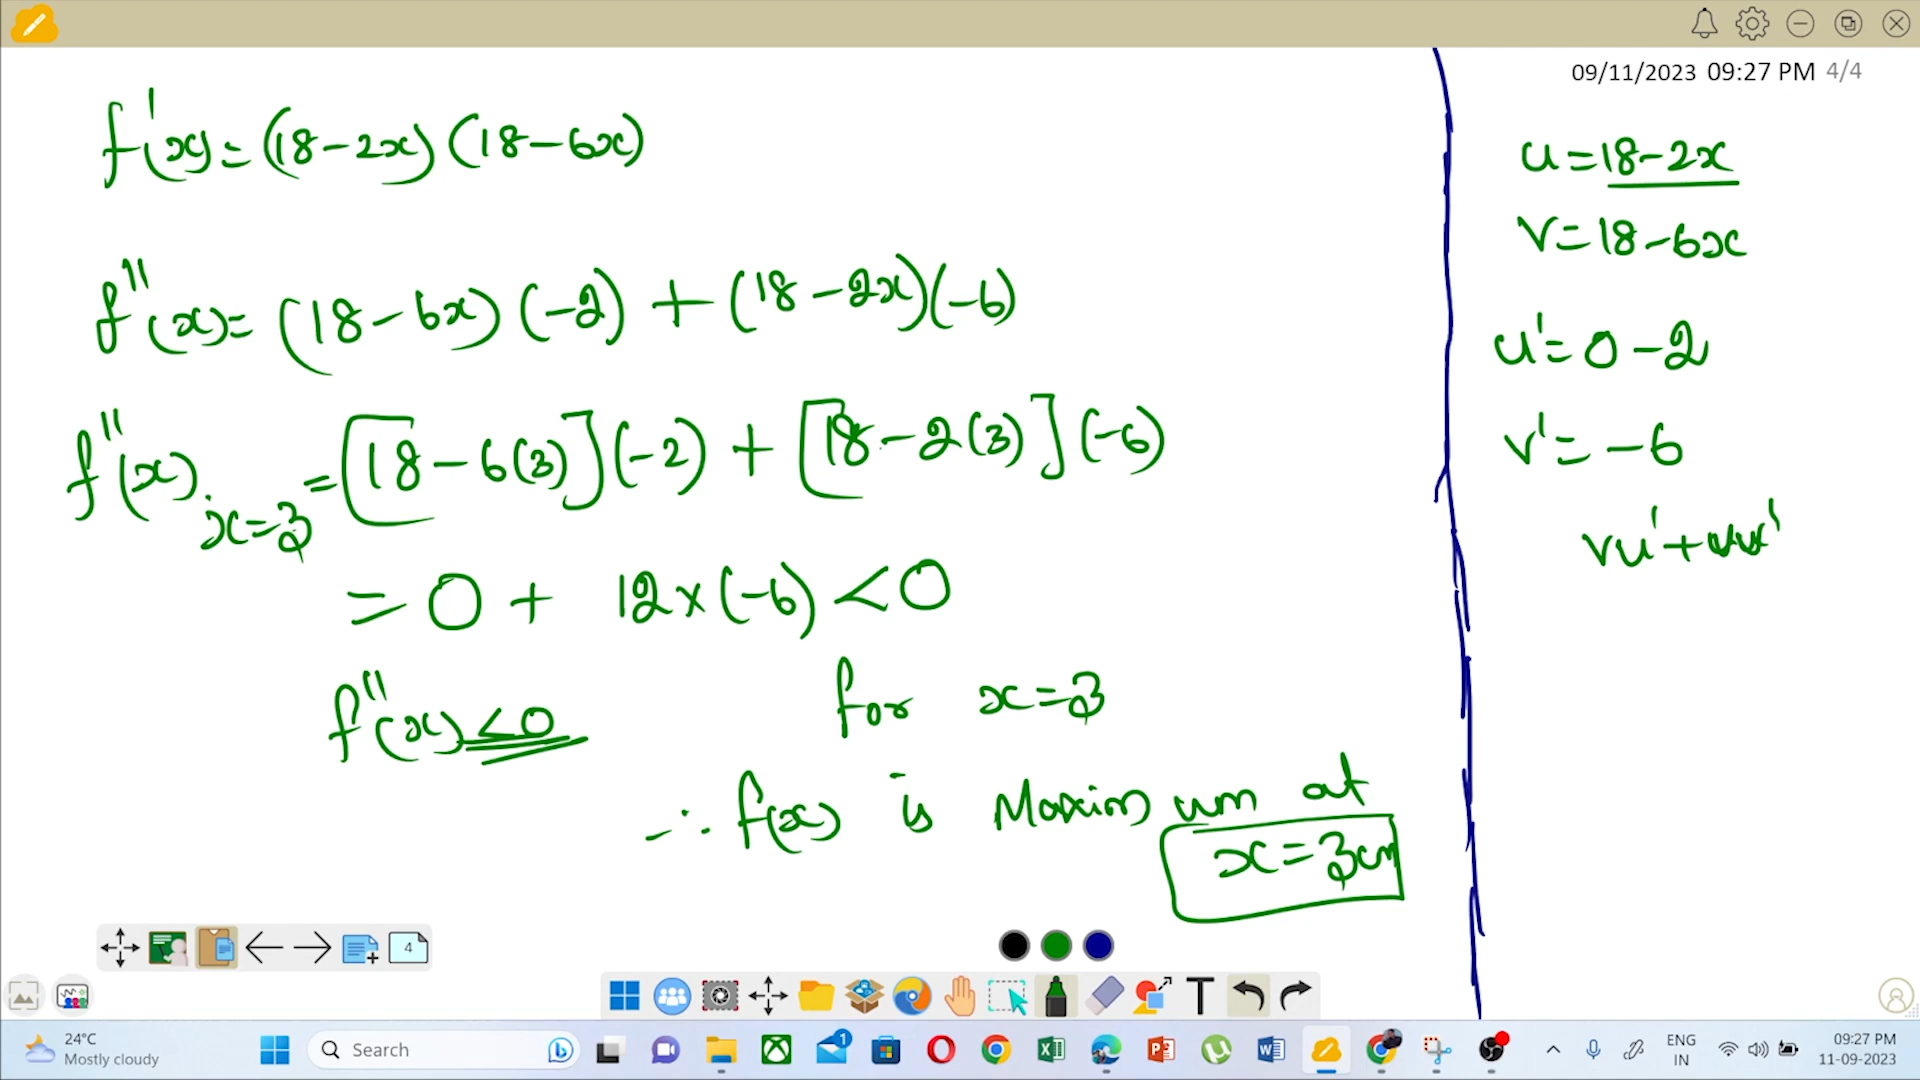 09/11/2023 09:27 PM 4/4
f'(x)=(18-2x)(18-6x)
f''(x)=(18-6x)(-2)+(18-2x)(-6)
f''(x) x=3 =[18-6(3)](-2)+[18-2(3)](-6)
=0+12×(-6)<0
f''(x)<0 for x=3
∴ f(x) is Maximum at
x=3cm
u=18-2x
v=18-6x
u'=0-2
v'=-6
vu'+uv'
4
T
24°C
Mostly cloudy
Search
1
ENG
IN
09:27 PM
11-09-2023